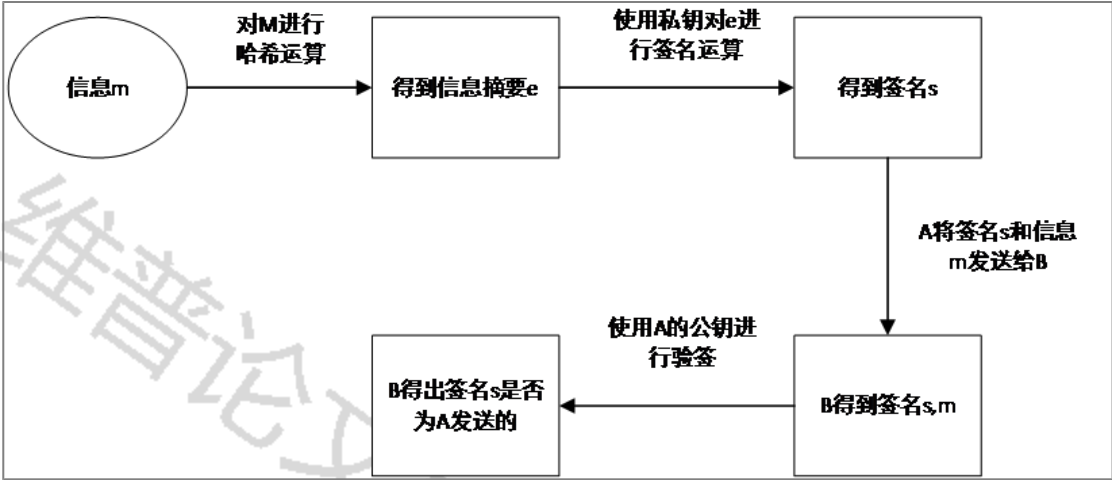 对M进行
哈希运算
使用私钥对e进
行签名运算
信息m
得到信息摘要e
得到签名s
A将签名s和信息
m发送给B
使用A的公钥进
行验签
B得出签名s是否
为A发送的
B得到签名s,m
维普论文